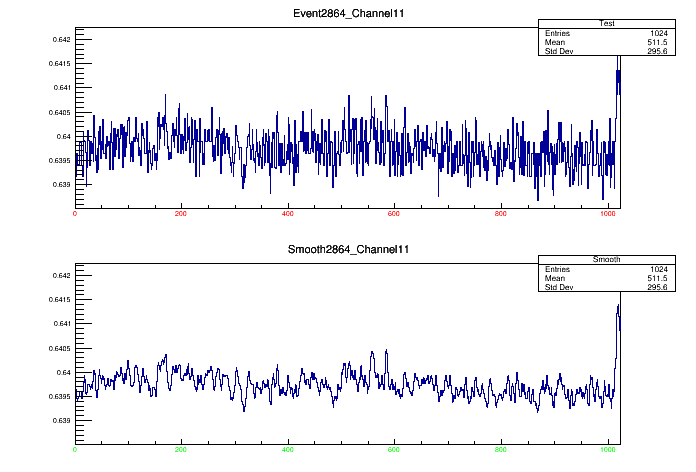 Event2864_Channel11
Test
Entries 1024
Mean 511.5
Std Dev 295.6
0.642
0.6415
0.641
0.6405
0.64
0.6395
0.639
0 200 400 600 800 1000
Smooth2864_Channel11
Smooth
Entries 1024
Mean 511.5
Std Dev 295.6
0.642
0.6415
0.641
0.6405
0.64
0.6395
0.639
0 200 400 600 800 1000